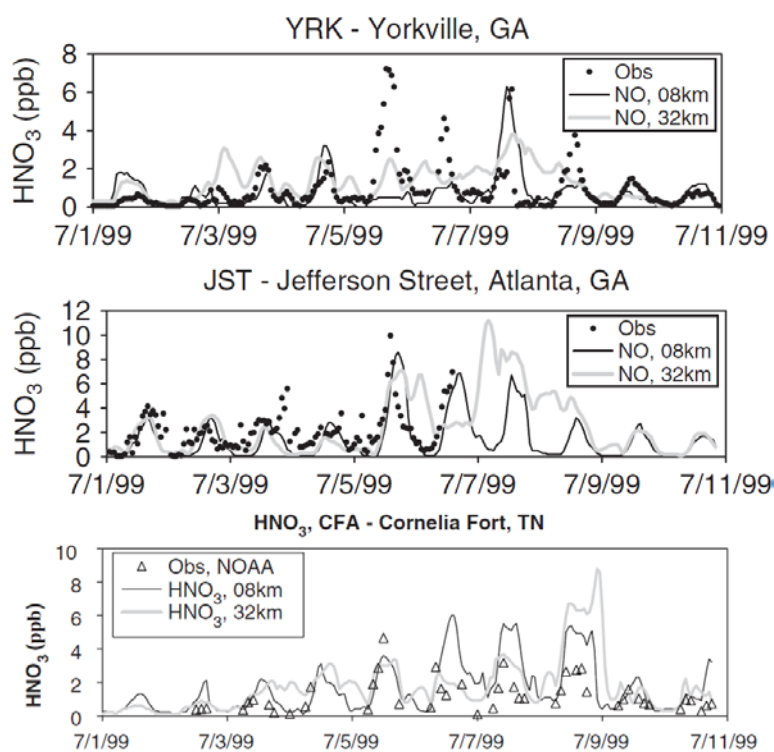 YRK - Yorkville, GA
HNO3 (ppb)
8
6
4
2
0
Obs
NO, 08km
NO, 32km
7/1/99 7/3/99 7/5/99 7/7/99 7/9/99 7/11/99
JST - Jefferson Street, Atlanta, GA
HNO3 (ppb)
12
10
8
6
4
2
0
Obs
NO, 08km
NO, 32km
7/1/99 7/3/99 7/5/99 7/7/99 7/9/99 7/11/99
HNO3, CFA - Cornelia Fort, TN
HNO3 (ppb)
10
8
6
4
2
0
Obs, NOAA
HNO3, 08km
HNO3, 32km
7/1/99 7/3/99 7/5/99 7/7/99 7/9/99 7/11/99